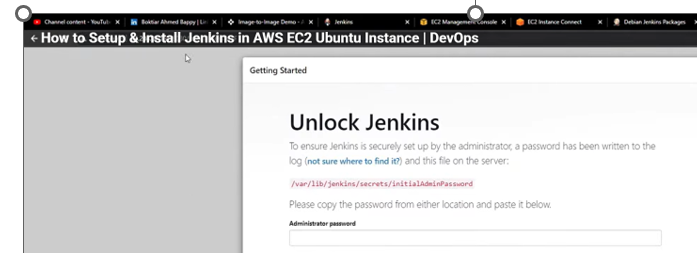 Channel content - YouTub
Boktiar Ahmed Bappy | Lin
Image-to-Image Demo -
Jenkins
EC2 Management Console
EC2 Instance Connect
Debian Jenkins Packages
How to Setup & Install Jenkins in AWS EC2 Ubuntu Instance | DevOps
Getting Started
Unlock Jenkins
To ensure Jenkins is securely set up by the administrator, a password has been written to the
log (not sure where to find it?) and this file on the server:
/var/lib/jenkins/secrets/initialAdminPassword
Please copy the password from either location and paste it below.
Administrator password